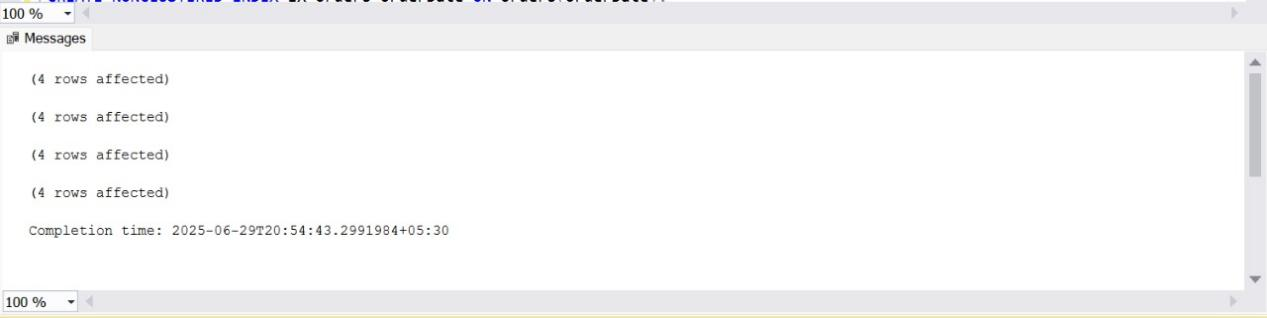 100 %
Messages
(4 rows affected)
(4 rows affected)
(4 rows affected)
(4 rows affected)
Completion time: 2025-06-29T20:54:43.2991984+05:30
100 %